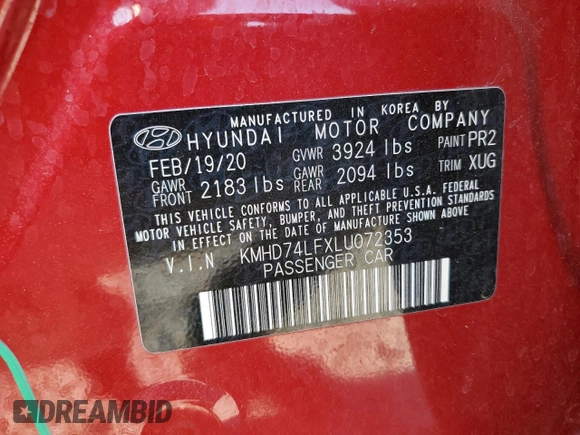 MANUFACTURED IN KOREA BY
HYUNDAI MOTOR COMPANY
FEB/19/20 GVWR 3924 lbs PAINT PR2
GAWR FRONT 2183 lbs GAWR REAR 2094 lbs TRIM XUG
THIS VEHICLE CONFORMS TO ALL APPLICABLE U.S.A. FEDERAL
MOTOR VEHICLE SAFETY, BUMPER, AND THEFT PREVENTION
STANDARDS IN EFFECT ON THE DATE OF MANUFACTURE SHOWN ABOVE.
V.I.N KMHD74LFXLU072353
PASSENGER CAR
DREAMBID